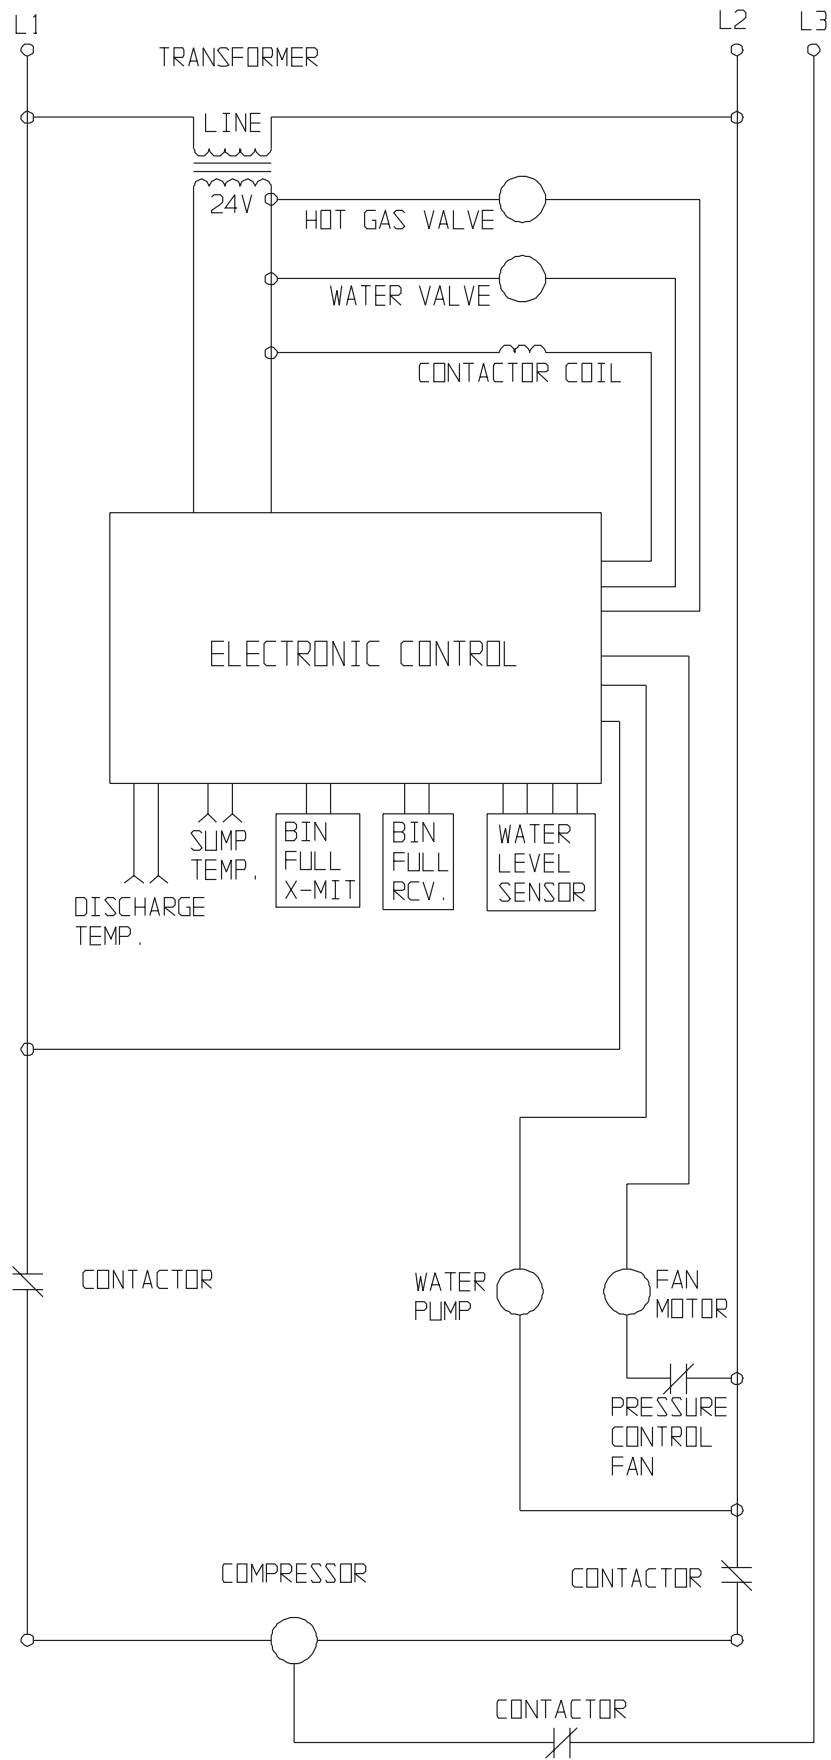 L1
L2
L3
TRANSFORMER
LINE
24V
HOT GAS VALVE
WATER VALVE
CONTACTOR COIL
ELECTRONIC CONTROL
DISCHARGE
TEMP.
SUMP
TEMP.
BIN
FULL
X-MIT
BIN
FULL
RCV.
WATER
LEVEL
SENSOR
CONTACTOR
WATER
PUMP
FAN
MOTOR
PRESSURE
CONTROL
FAN
COMPRESSOR
CONTACTOR
CONTACTOR